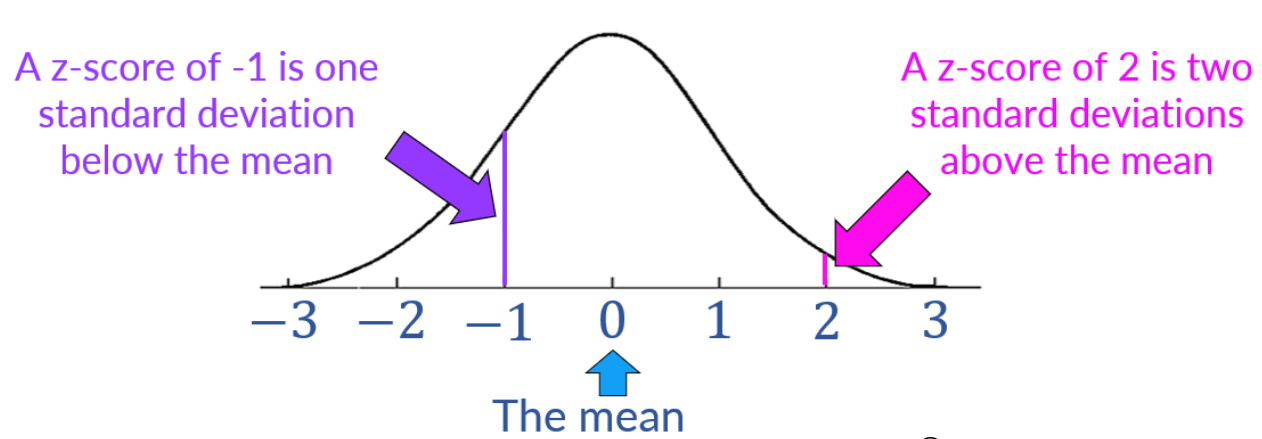 A z-score of -1 is one
standard deviation
below the mean
A z-score of 2 is two
standard deviations
above the mean
−3 −2 −1 0 1 2 3
The mean